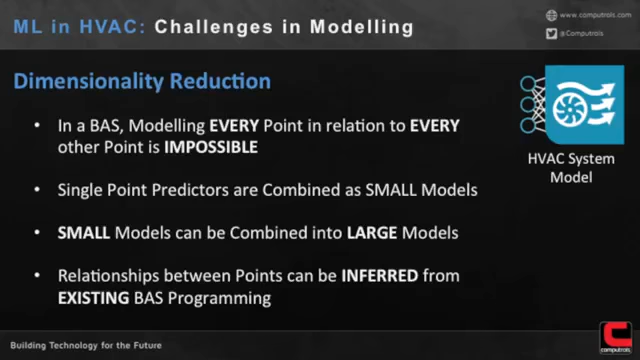 ML in HVAC: Challenges in Modelling
www.computrols.com
@Computrols
Dimensionality Reduction
• In a BAS, Modelling EVERY Point in relation to EVERY
other Point is IMPOSSIBLE
• Single Point Predictors are Combined as SMALL Models
• SMALL Models can be Combined into LARGE Models
• Relationships between Points can be INFERRED from
EXISTING BAS Programming
HVAC System
Model
Building Technology for the Future
computrols